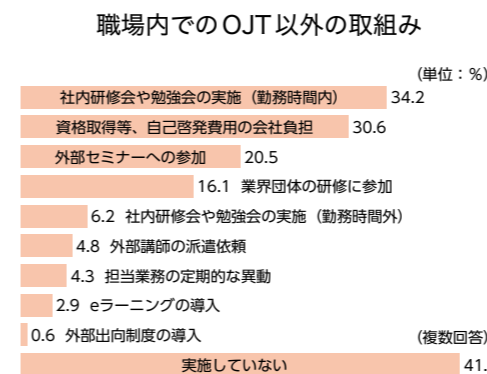 職場内でのOJT以外の取組み
（単位：％）
社内研修会や勉強会の実施（勤務時間内） 34.2
資格取得等、自己啓発費用の会社負担 30.6
外部セミナーへの参加 20.5
16.1 業界団体の研修に参加
6.2 社内研修会や勉強会の実施（勤務時間外）
4.8 外部講師の派遣依頼
4.3 担当業務の定期的な異動
2.9 eラーニングの導入
0.6 外部出向制度の導入
（複数回答）
実施していない 41.